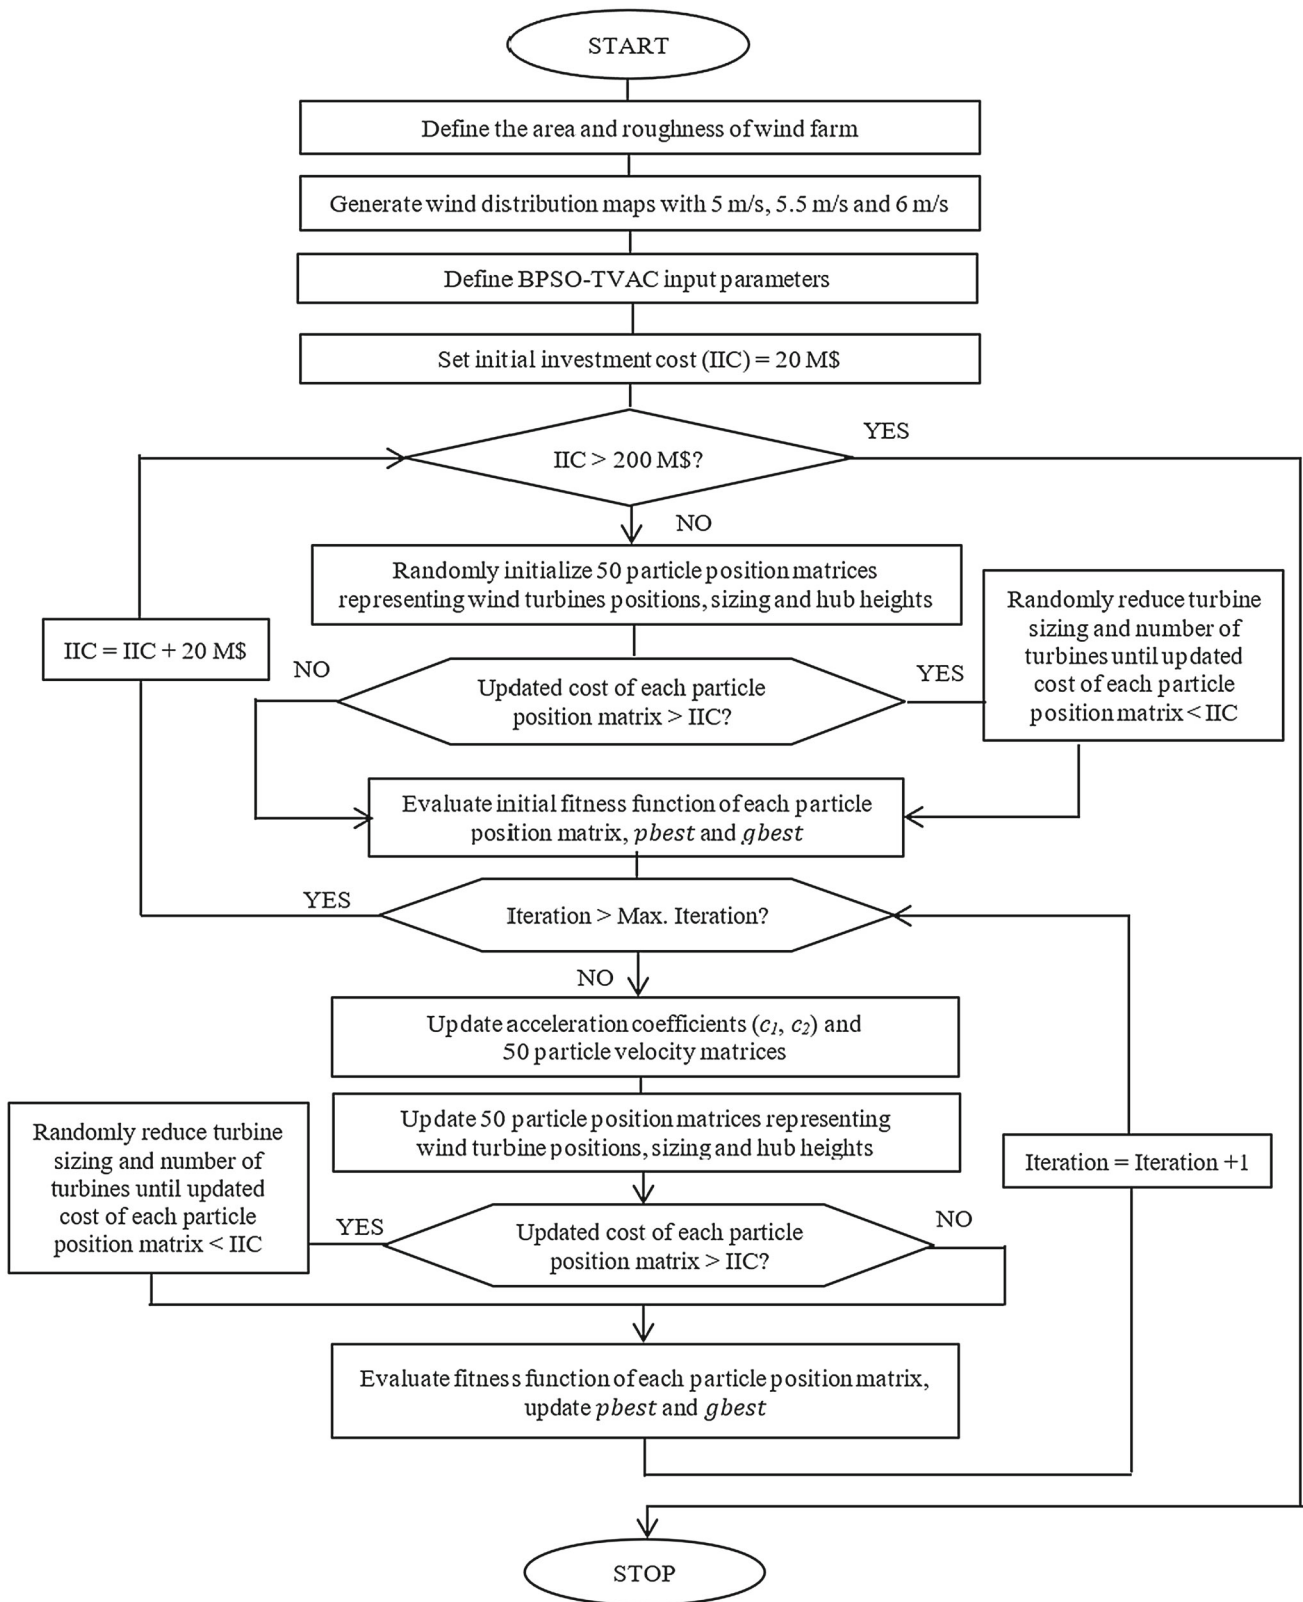 START
Define the area and roughness of wind farm
Generate wind distribution maps with 5 m/s, 5.5 m/s and 6 m/s
Define BPSO-TVAC input parameters
Set initial investment cost (IIC) = 20 M$
YES
IIC > 200 M$?
NO
Randomly initialize 50 particle position matrices
representing wind turbines positions, sizing and hub heights
Randomly reduce turbine
sizing and number of
turbines until updated
cost of each particle
position matrix < IIC
IIC = IIC + 20 M$
NO
YES
Updated cost of each particle
position matrix > IIC?
Evaluate initial fitness function of each particle
position matrix, pbest and gbest
YES
Iteration > Max. Iteration?
NO
Update acceleration coefficients (c1, c2) and
50 particle velocity matrices
Update 50 particle position matrices representing
wind turbine positions, sizing and hub heights
Randomly reduce turbine
sizing and number of
turbines until updated
cost of each particle
position matrix < IIC
Iteration = Iteration +1
YES
Updated cost of each particle
position matrix > IIC?
NO
Evaluate fitness function of each particle position matrix,
update pbest and gbest
STOP